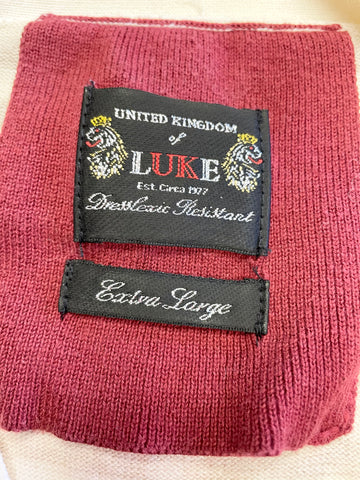 UNITED KINGDOM
of
LUKE
Est. Circa 1977
Dresslexic Resistant
Extra Large